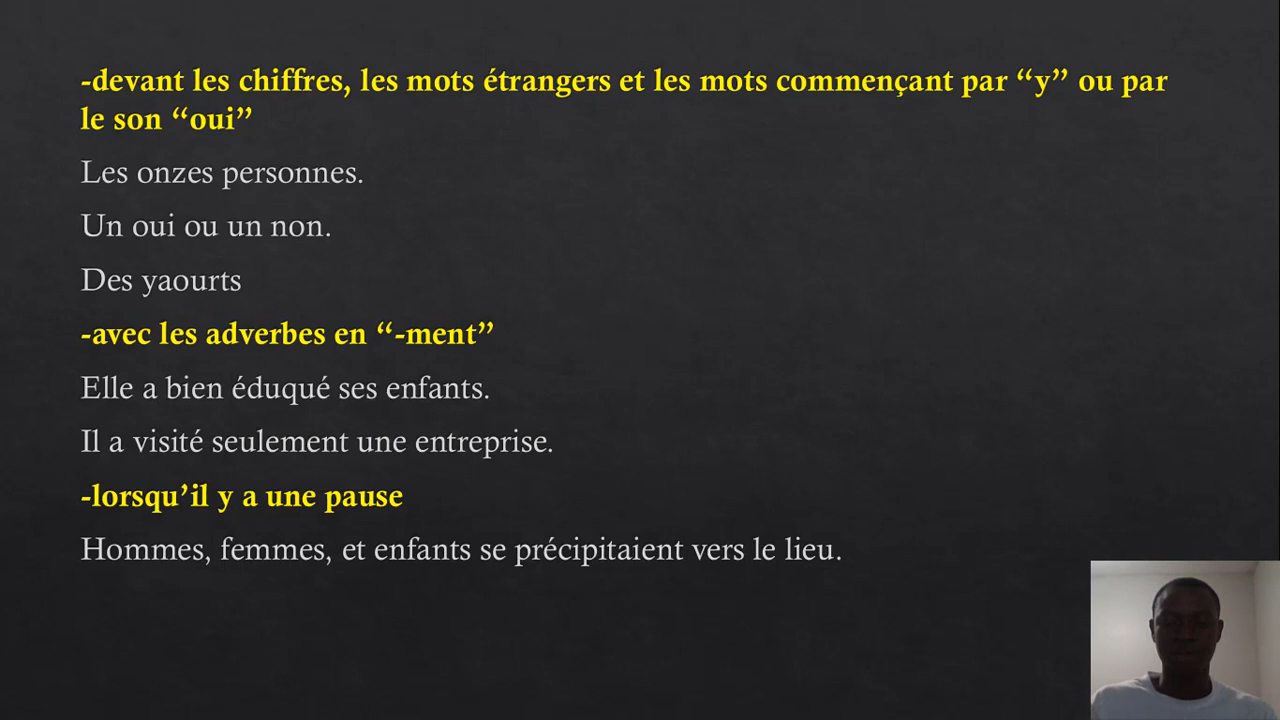 -devant les chiffres, les mots étrangers et les mots commençant par “y” ou par
le son “oui”
Les onzes personnes.
Un oui ou un non.
Des yaourts
-avec les adverbes en “-ment”
Elle a bien éduqué ses enfants.
Il a visité seulement une entreprise.
-lorsqu’il y a une pause
Hommes, femmes, et enfants se précipitaient vers le lieu.